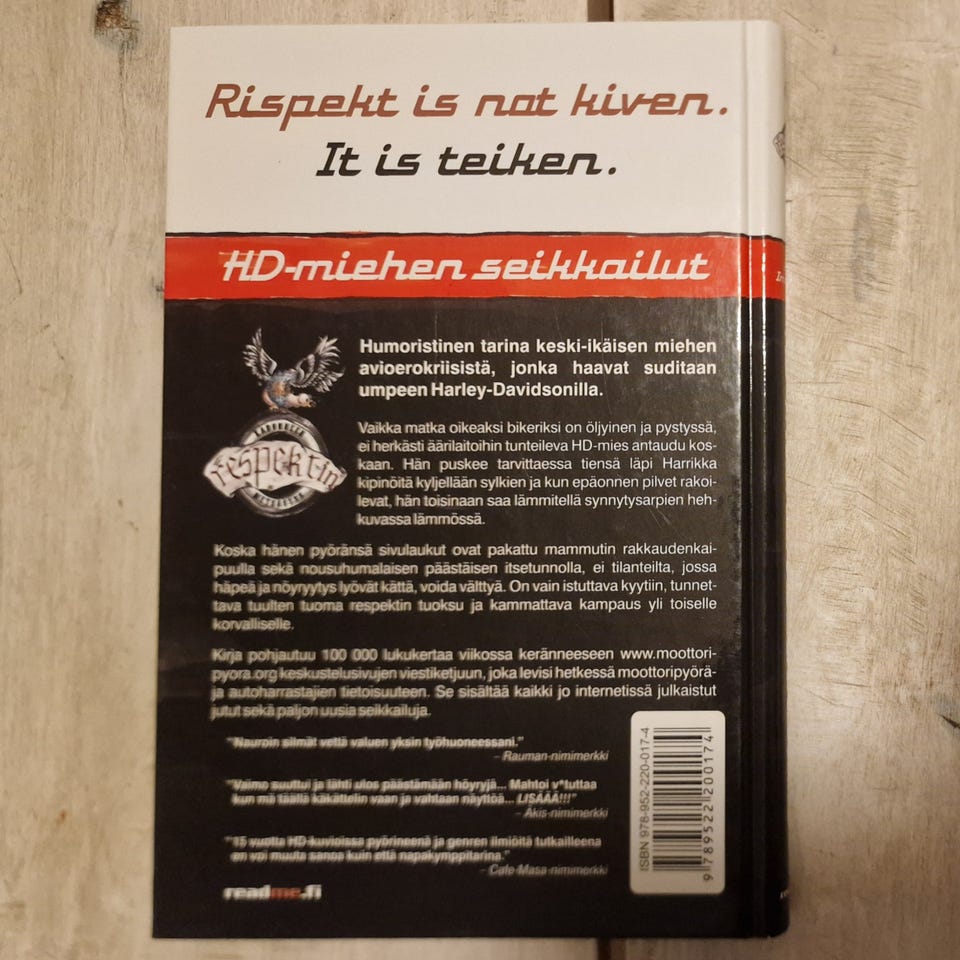 Rispekt is not kiven.
It is teiken.
HD-miehen seikkailut
Humoristinen tarina keski-ikäisen miehen
avioerokriisistä, jonka haavat suditaan
umpeen Harley-Davidsonilla.
Vaikka matka oikeaksi bikeriksi on öljyinen ja pystyssä,
ei herkästi äärilaitoihin tunteileva HD-mies antaudu kos-
kaan. Hän puskee tarvittaessa tiensä läpi Harrikka
kipinöitä kyljellään sylkien ja kun epäonnen pilvet rakoi-
levat, hän toisinaan saa lämmitellä synnytysarpien heh-
kuvassa lämmössä.
respektin
Koska hänen pyöränsä sivulaukut ovat pakattu mammutin rakkaudenkai-
puulla sekä nousuhumalaisen päästäisen itsetunnolla, ei tilanteilta, jossa
häpeä ja nöyryytys lyövät kättä, voida välttyä. On vain istuttava kyytiin, tunnet-
tava tuulten tuoma respektin tuoksu ja kammattava kampaus yli toiselle
korvalliselle.
Kirja pohjautuu 100 000 lukukertaa viikossa keränneeseen www.moottori-
pyora.org keskustelusivujen viestiketjuun, joka levisi hetkessä moottoripyörä-
ja autoharrastajien tietoisuuteen. Se sisältää kaikki jo internetissä julkaistut
jutut sekä paljon uusia seikkailuja.
"Nauroin silmät vettä valuen yksin työhuoneessani."
– Rauman-nimimerkki
"Vaimo suuttui ja lähti ulos päästämään höyryjä... Mahtoi v*tuttaa
kun mä täällä käkättelin vaan ja vahtaan näyttöä... LISÄÄÄ!!!"
– Äkis-nimimerkki
"15 vuotta HD-kuvioissa pyörineenä ja genren ilmiöitä tutkailleena
en voi muuta sanoa kuin että napakymppitarina."
– Cafe-Masa-nimimerkki
readme.fi
ISBN 978-952-220-017-4
9 789522 200174